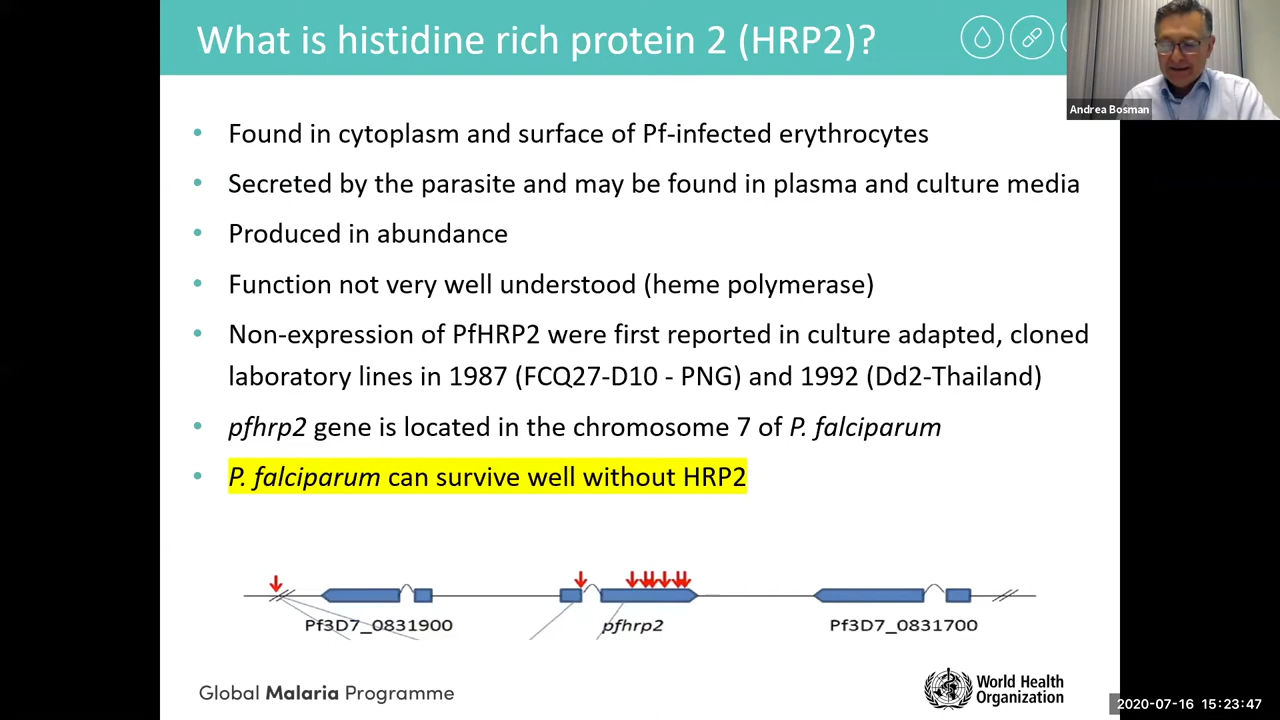 What is histidine rich protein 2 (HRP2)?
Andrea Bosman
• Found in cytoplasm and surface of Pf-infected erythrocytes
• Secreted by the parasite and may be found in plasma and culture media
• Produced in abundance
• Function not very well understood (heme polymerase)
• Non-expression of PfHRP2 were first reported in culture adapted, cloned
laboratory lines in 1987 (FCQ27-D10 - PNG) and 1992 (Dd2-Thailand)
• pfhrp2 gene is located in the chromosome 7 of P. falciparum
• P. falciparum can survive well without HRP2
Pf3D7_0831900
pfhrp2
Pf3D7_0831700
Global Malaria Programme
World Health
Organization
2020-07-16 15:23:47